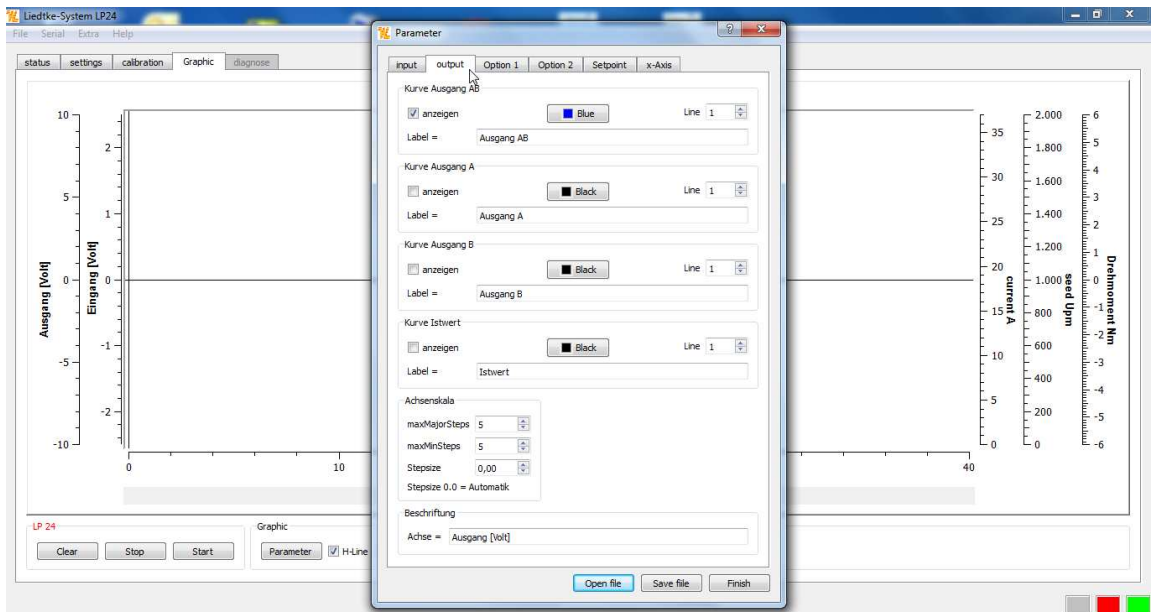 Liedtke-System LP24
File Serial Extra Help
status settings calibration Graphic diagnose
Ausgang [Volt]
10
5
0
-5
-10
Eingang [Volt]
2
1
0
-1
-2
0
10
40
35
30
25
20
15
10
5
0
current A
2.000
1.800
1.600
1.400
1.200
1.000
800
600
400
200
0
seed Upm
6
5
4
3
2
1
0
-1
-2
-3
-4
-5
-6
Drehmoment Nm
LP 24
Clear Stop Start
Graphic
Parameter H-Line
Parameter
input output Option 1 Option 2 Setpoint x-Axis
Kurve Ausgang AB
anzeigen Blue Line 1
Label = Ausgang AB
Kurve Ausgang A
anzeigen Black Line 1
Label = Ausgang A
Kurve Ausgang B
anzeigen Black Line 1
Label = Ausgang B
Kurve Istwert
anzeigen Black Line 1
Label = Istwert
Achsenskala
maxMajorSteps 5
maxMinSteps 5
Stepsize 0,00
Stepsize 0.0 = Automatik
Beschriftung
Achse = Ausgang [Volt]
Open file Save file Finish